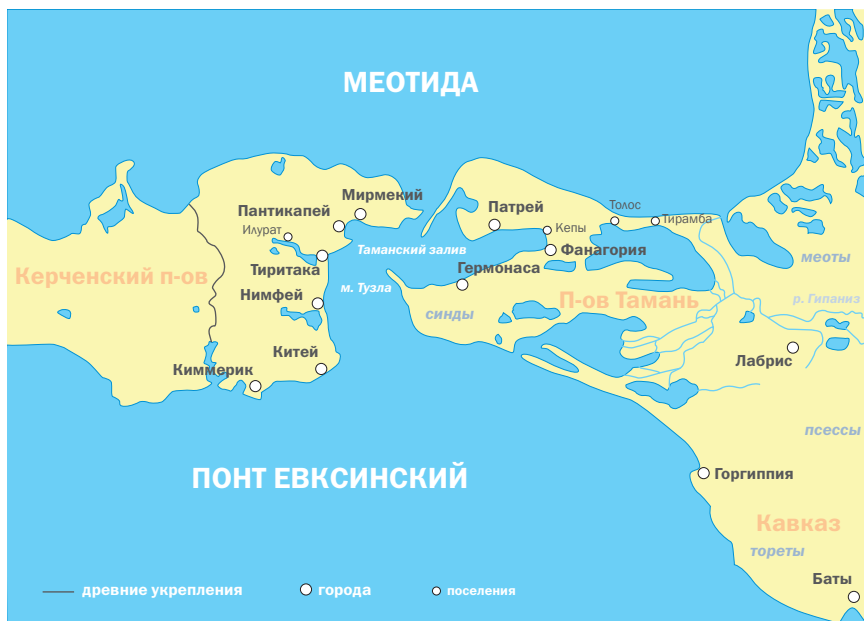 МЕОТИДА
Мирмекий
Пантикапей
Патрей
Толос
Тирамба
Илурат
Кепы
Таманский залив
Фанагория
меоты
Тиритака
Гермонаса
Керченский п-ов
м. Тузла
Нимфей
П-ов Тамань
р. Гипаниз
синды
Китей
Лабрис
Киммерик
псессы
ПОНТ ЕВКСИНСКИЙ
Горгиппия
Кавказ
тореты
Баты
древние укрепления
города
поселения